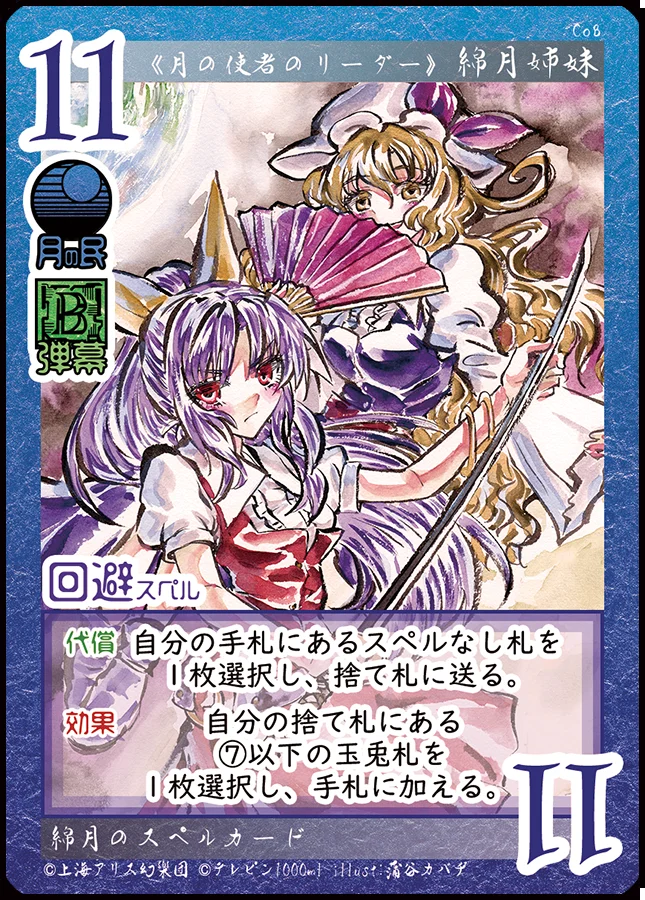 C08
11
《月の使者のリーダー》 綿月姉妹
月の民
B
弾幕
回避スペル
代償 自分の手札にあるスペルなし札を
1枚選択し、捨て札に送る。
効果 自分の捨て札にある
⑦以下の玉兎札を
1枚選択し、手札に加える。
11
綿月のスペルカード
©上海アリス幻樂団 ©テレピン1000ml illust:蒲谷カバヂ